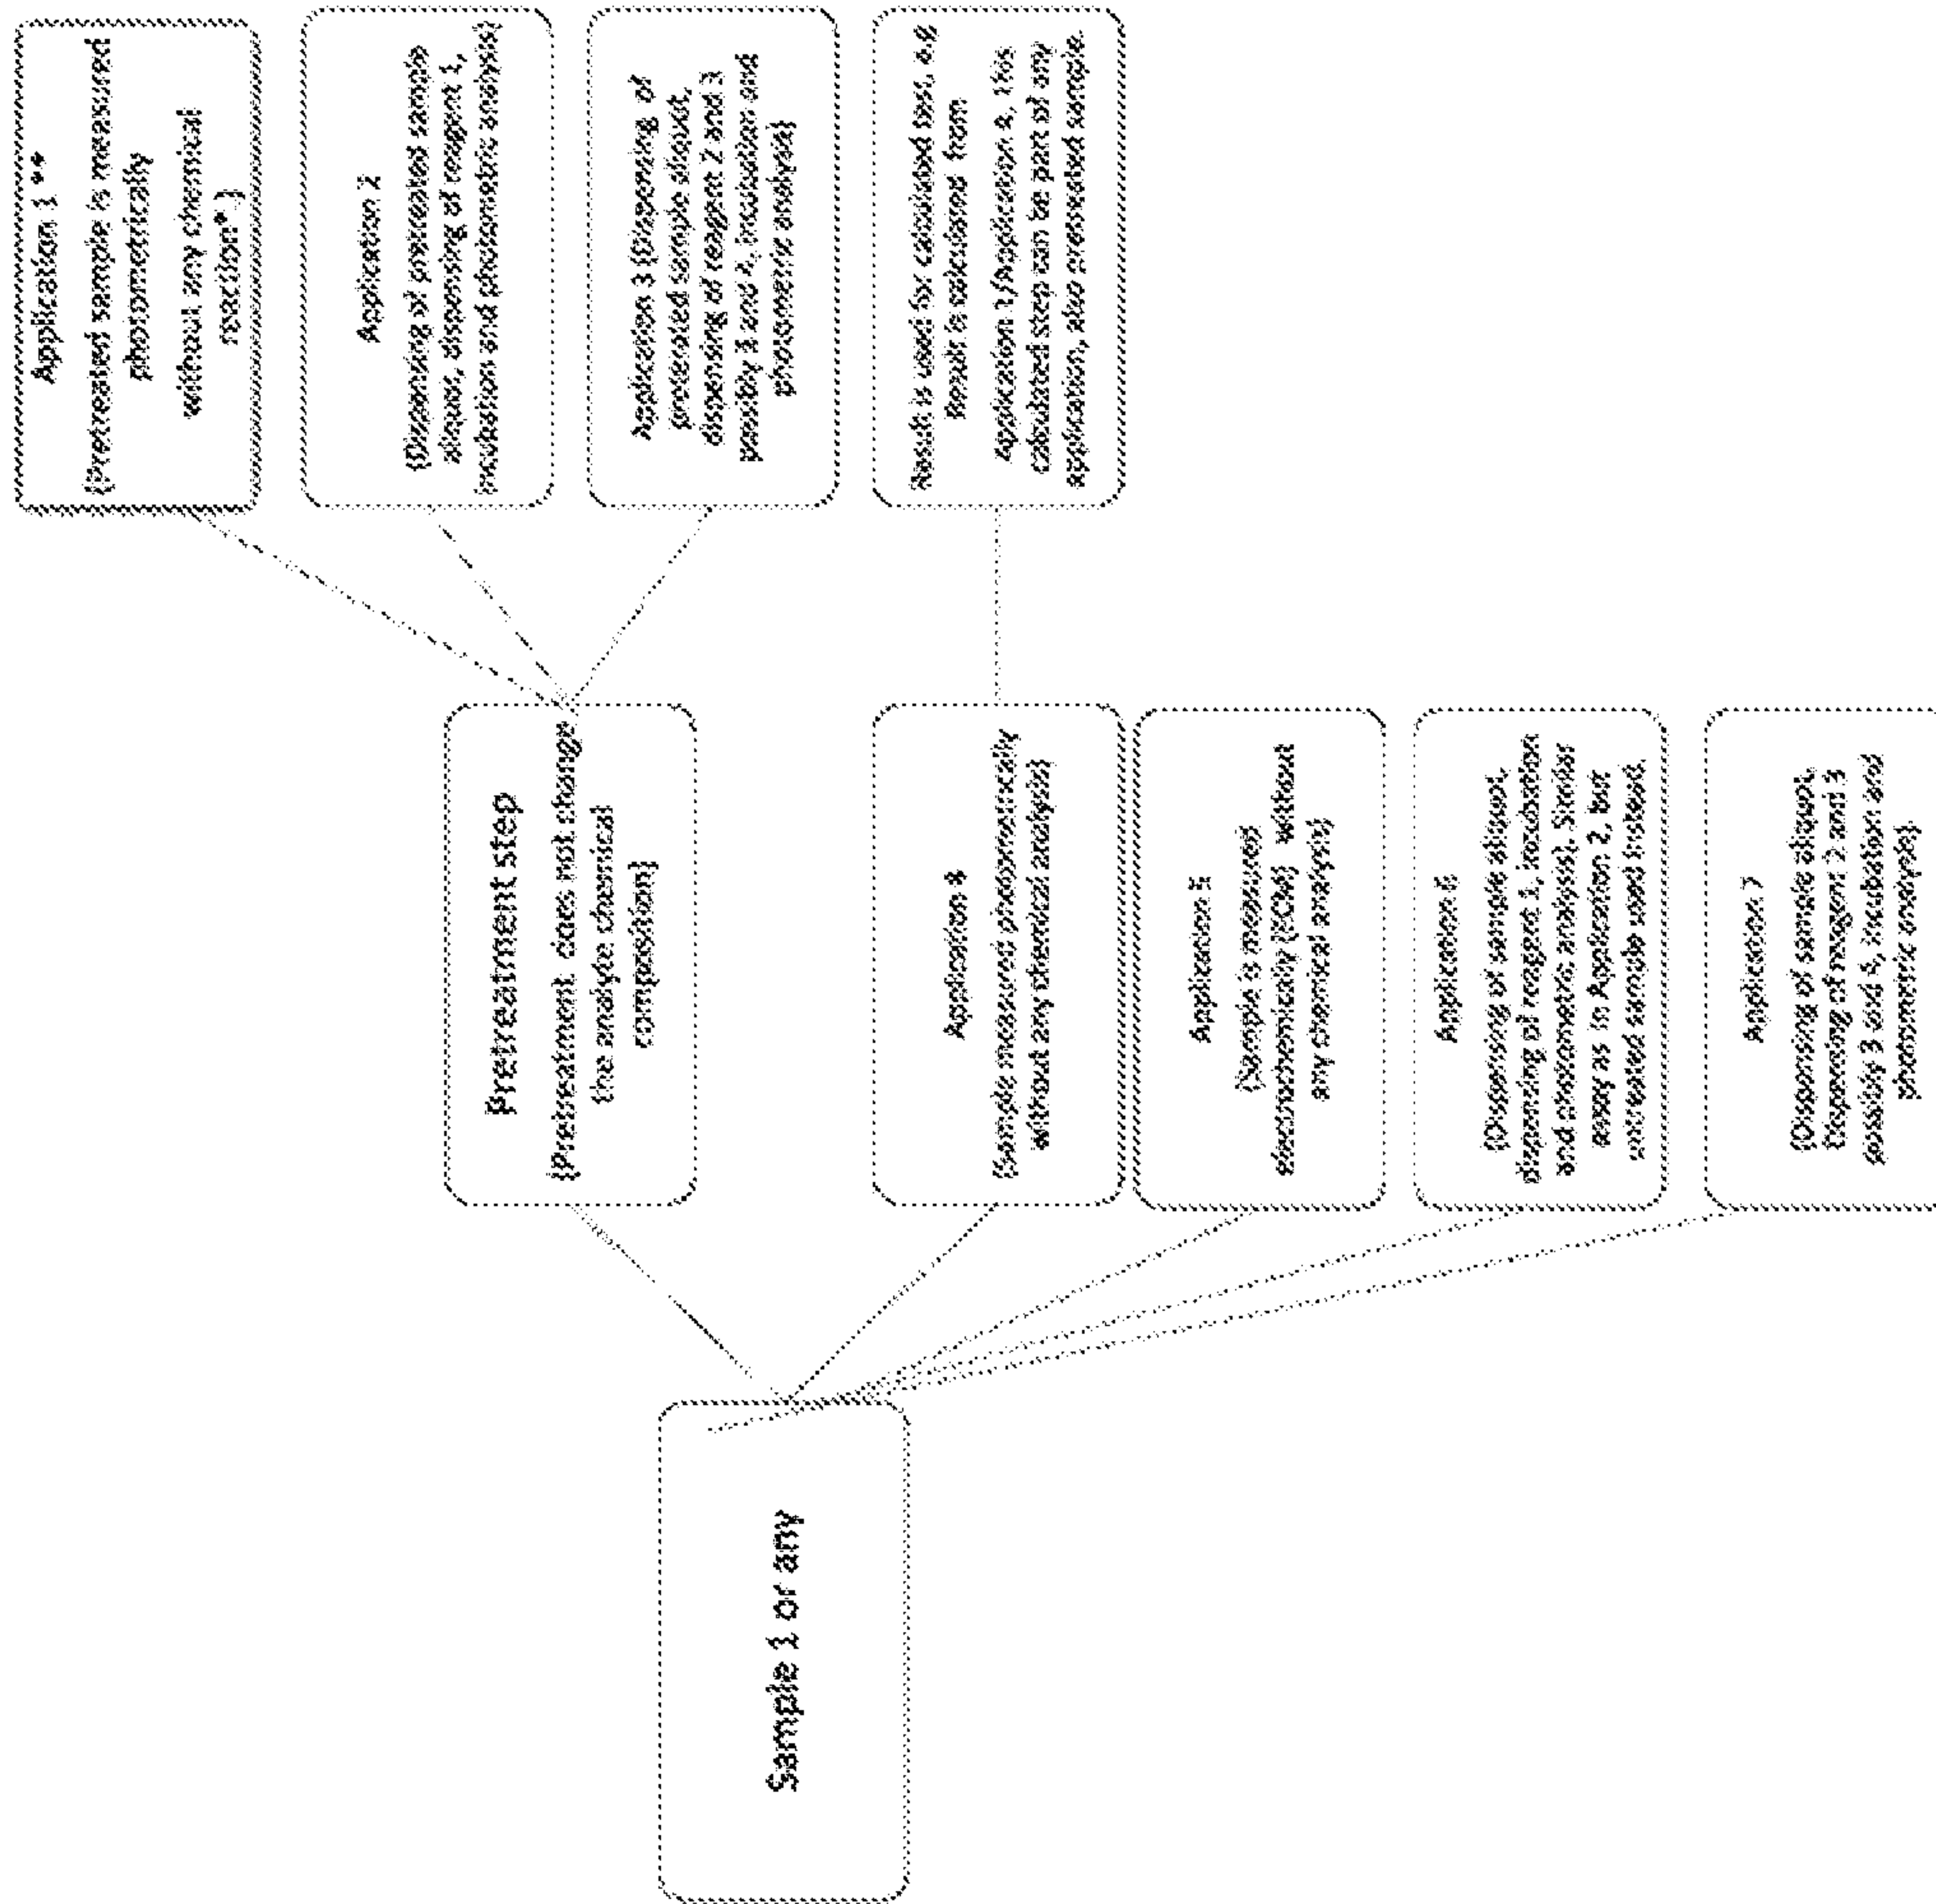 Sample 1 or any
Pretreatment step
(Pretreatment does not change
the analyte chemical
composition)
Application 1 **
(Pretreated sample is measured
photometrically
without any chemical
reaction*.)
Application 2
(Dispensing of pretreated sample
aliquot, dispensing of reagent 1,
incubation and photometric analysis)
Application 3 (Dispensing of
pretreated sample aliquot,
dispensing of reagent 2 and 3
possibly 3 and 4, incubation and
photometric analysis)
Application 4
(Sample measured photometrically
without any chemical analysis)
Result is used for calculated test, e.g
Result is calculated from
Application 1/Application 4, this
calculated step can be part of any
application, also pretreated sample.
Application 5
(Sample is measured
electrochemically (ECM) without
any chemical analysis)
Application 6
(Dispensing of sample aliquot,
dispensing of reagent 1, incubation
and photometric analysis). Similar
assay as in Application 2, but
untreated sample used instead.
Application 7
(Dispensing of sample aliquot,
Dispensing of reagent 2 and 3
possibly 3 and 4, incubation and
photometric analysis).